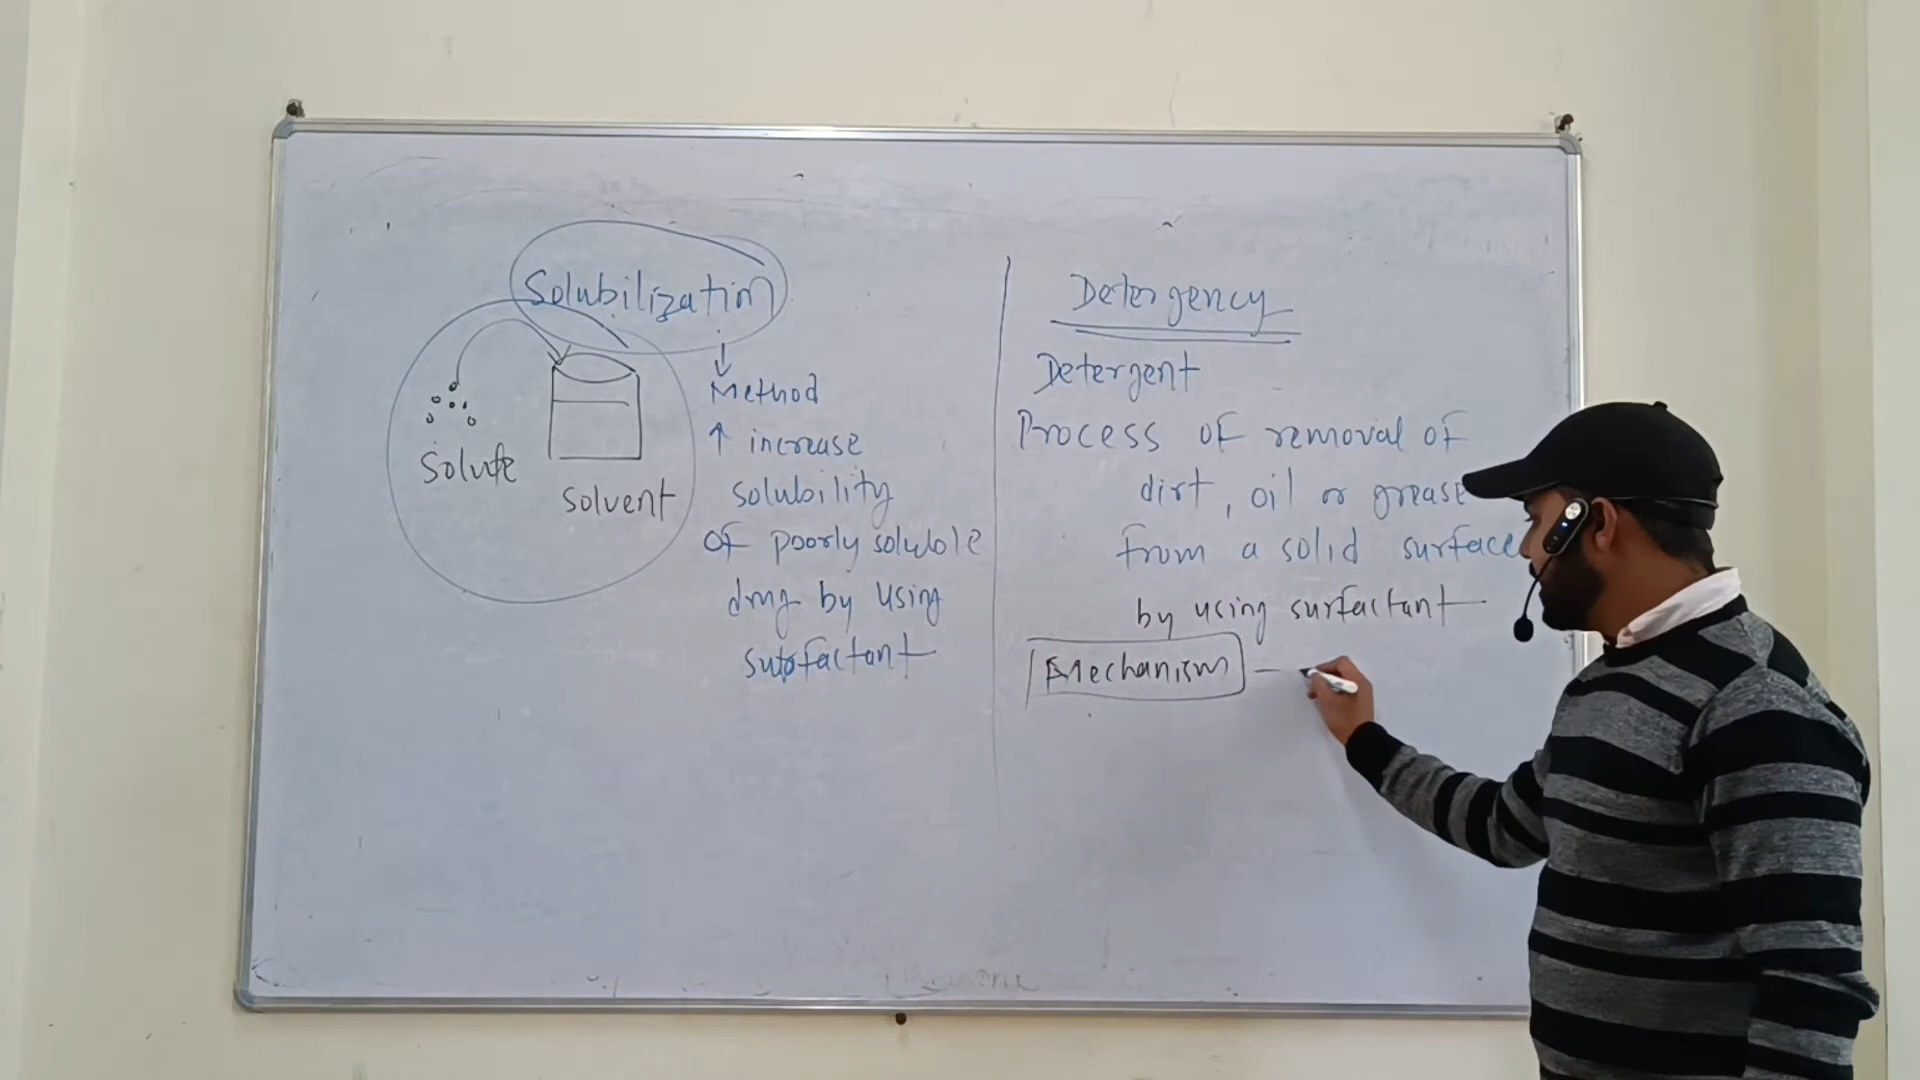 Solubilization
Solute
solvent
↓
Method
↑ increase
solubility
of poorly soluble
drug by using
surfactant
Detergency
Detergent
Process of removal of
dirt, oil or grease
from a solid surface
by using surfactant
Mechanism –